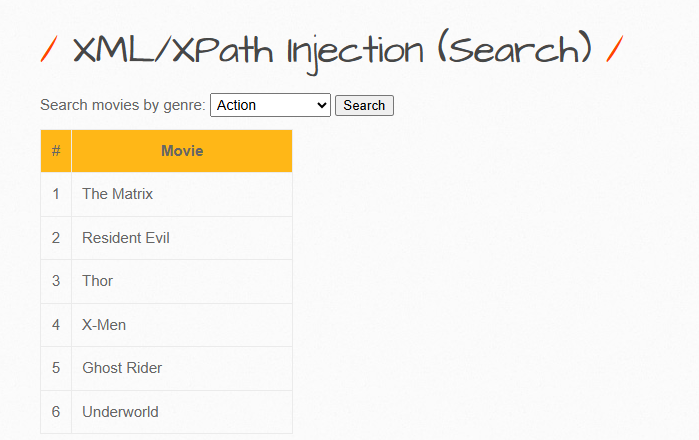 / XML/XPath Injection (Search) /
Search movies by genre: Action Search
# Movie
1 The Matrix
2 Resident Evil
3 Thor
4 X-Men
5 Ghost Rider
6 Underworld